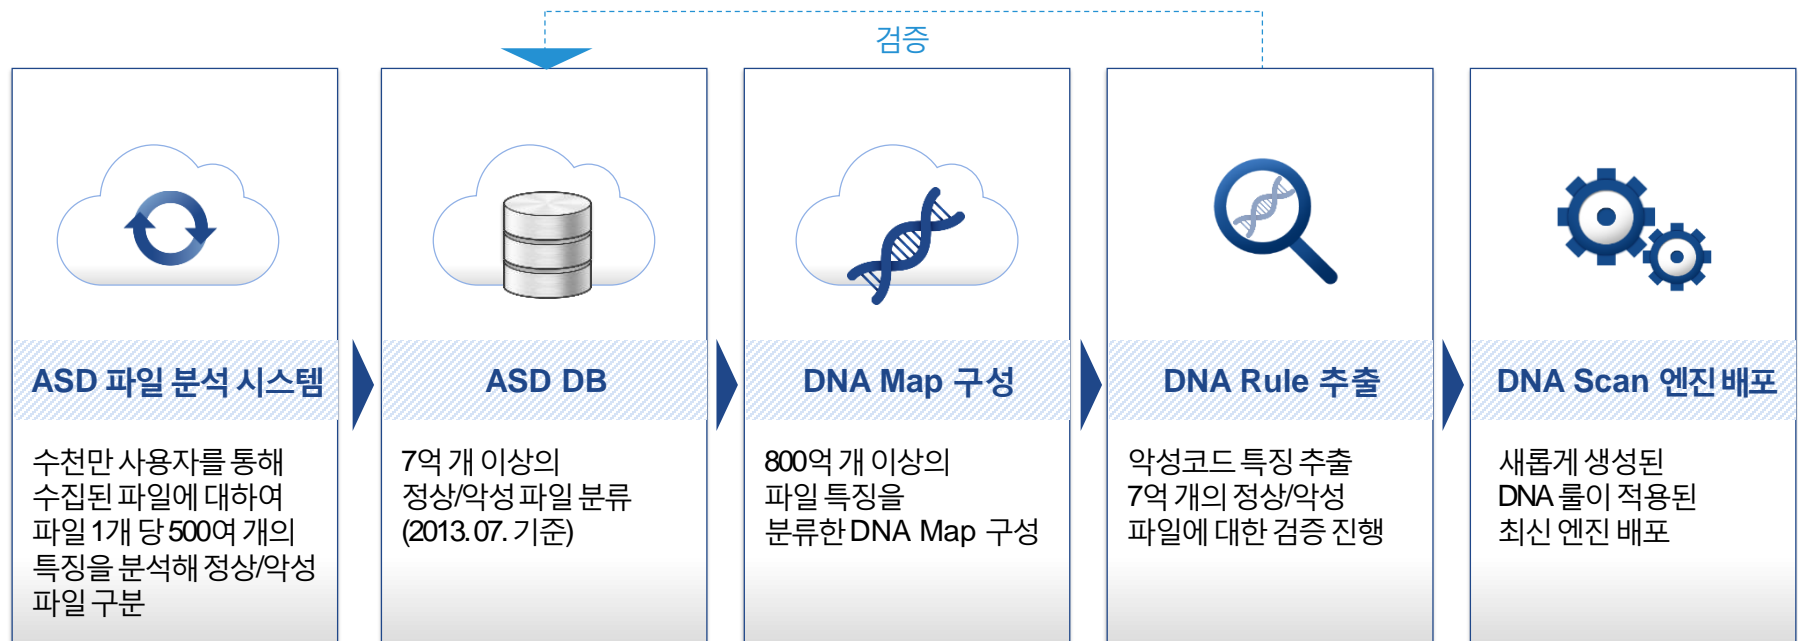 검증
ASD 파일 분석 시스템
수천만 사용자를 통해
수집된 파일에 대하여
파일 1개 당 500여 개의
특징을 분석해 정상/악성
파일 구분
ASD DB
7억 개 이상의
정상/악성 파일 분류
(2013. 07. 기준)
DNA Map 구성
800억 개 이상의
파일 특징을
분류한 DNA Map 구성
DNA Rule 추출
악성코드 특징 추출
7억 개의 정상/악성
파일에 대한 검증 진행
DNA Scan 엔진 배포
새롭게 생성된
DNA 룰이 적용된
최신 엔진 배포